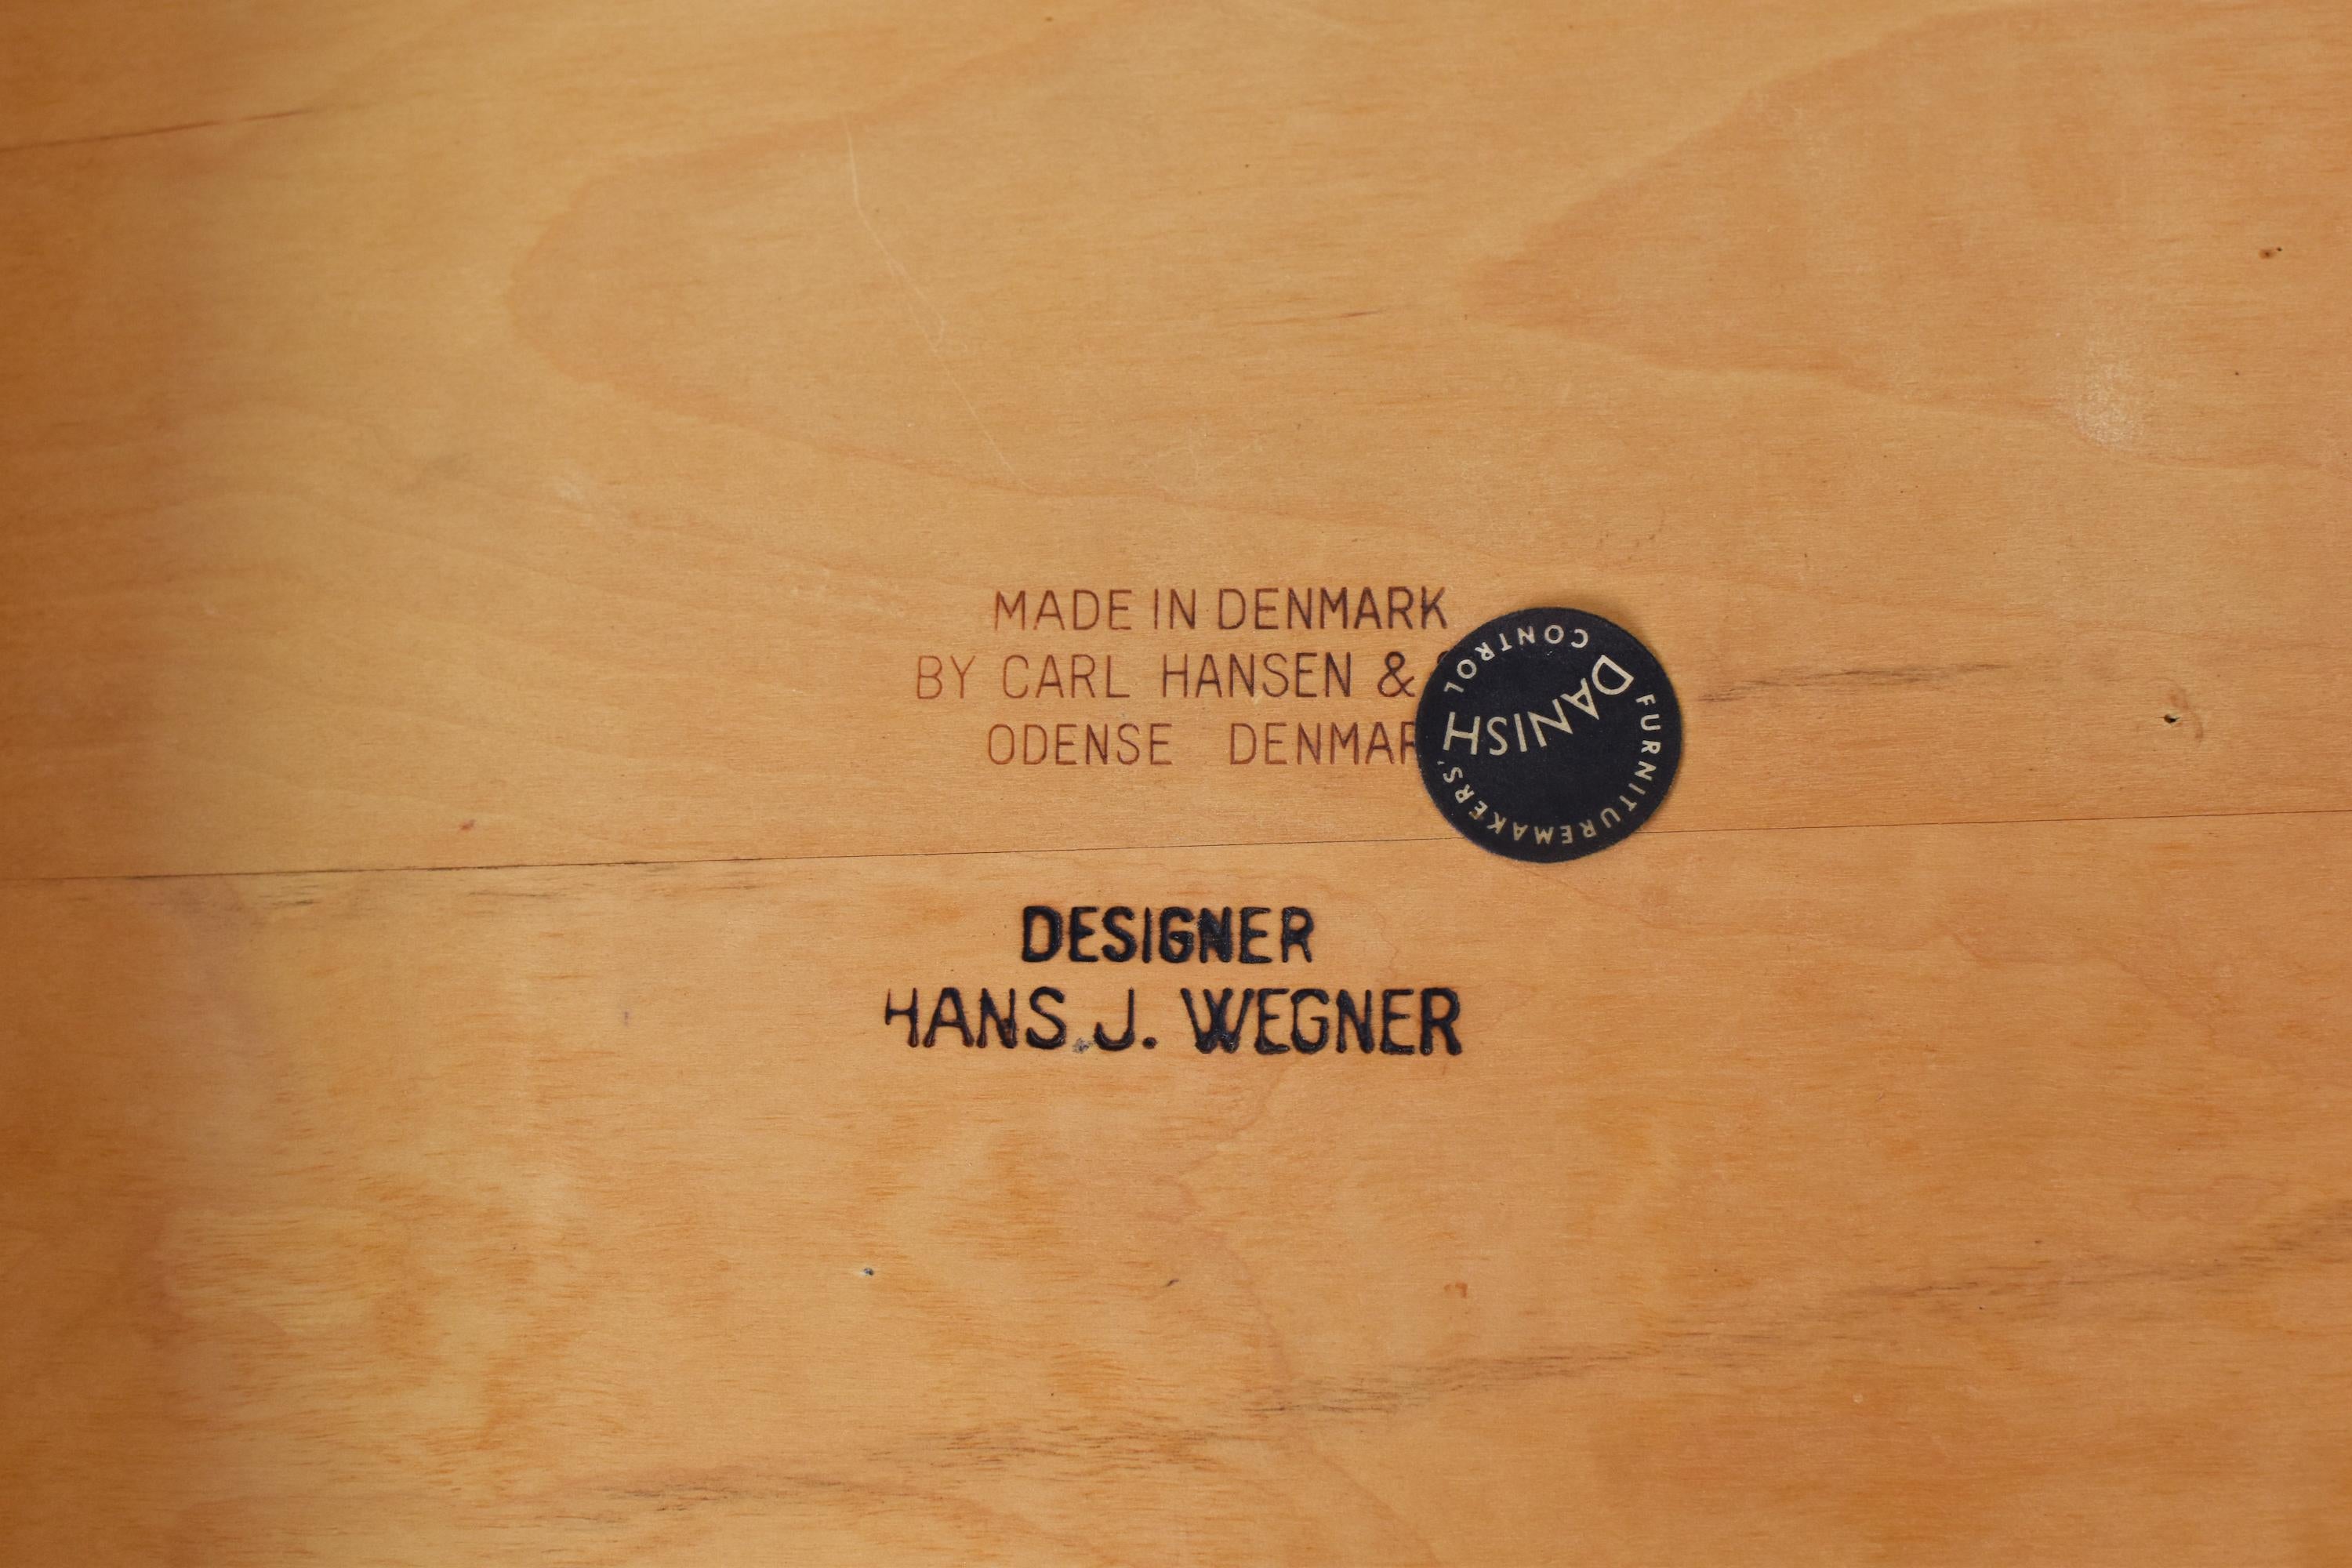 MADE IN DENMARK
BY CARL HANSEN &
ODENSE DENMAR
DANISH
FURNITUREMAKERS'
CONTROL
DESIGNER
HANS J. WEGNER